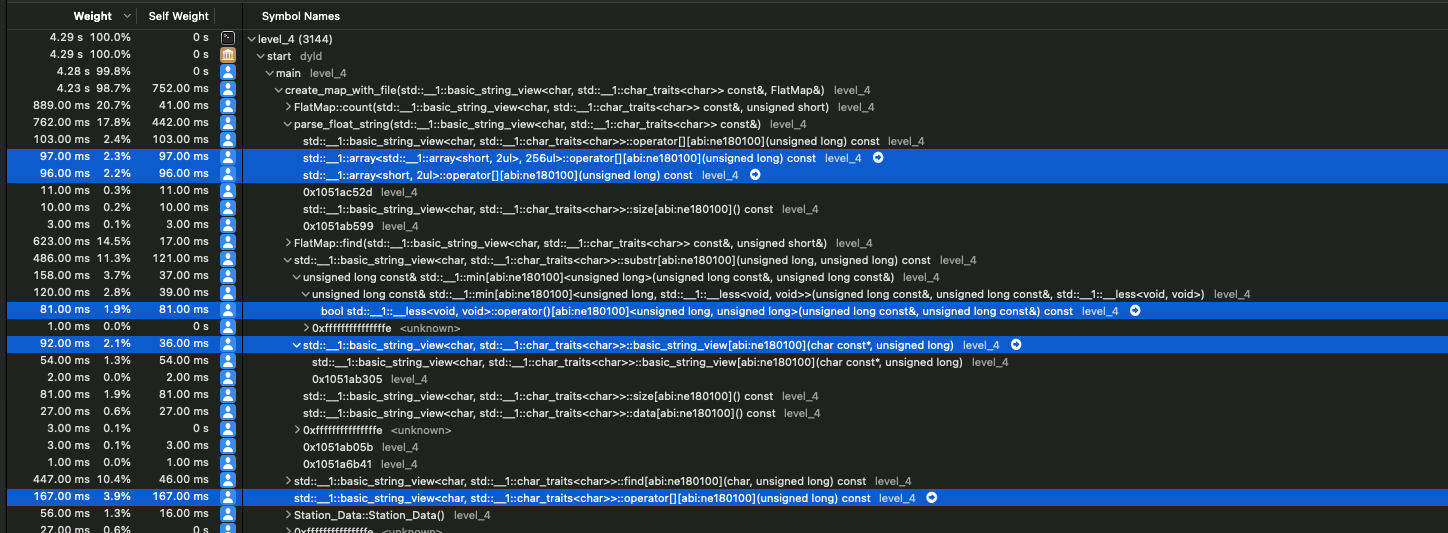 Weight Self Weight Symbol Names
4.29 s 100.0% 0 s level_4 (3144)
4.29 s 100.0% 0 s start dyld
4.28 s 99.8% 0 s main level_4
4.23 s 98.7% 752.00 ms create_map_with_file(std::__1::basic_string_view<char, std::__1::char_traits<char>> const&, FlatMap&) level_4
889.00 ms 20.7% 41.00 ms FlatMap::count(std::__1::basic_string_view<char, std::__1::char_traits<char>> const&, unsigned short) level_4
762.00 ms 17.8% 442.00 ms parse_float_string(std::__1::basic_string_view<char, std::__1::char_traits<char>> const&) level_4
103.00 ms 2.4% 103.00 ms std::__1::basic_string_view<char, std::__1::char_traits<char>>::operator[][abi:ne180100](unsigned long) const level_4
97.00 ms 2.3% 97.00 ms std::__1::array<std::__1::array<short, 2ul>, 256ul>::operator[][abi:ne180100](unsigned long) const level_4
96.00 ms 2.2% 96.00 ms std::__1::array<short, 2ul>::operator[][abi:ne180100](unsigned long) const level_4
11.00 ms 0.3% 11.00 ms 0x1051ac52d level_4
10.00 ms 0.2% 10.00 ms std::__1::basic_string_view<char, std::__1::char_traits<char>>::size[abi:ne180100]() const level_4
3.00 ms 0.1% 3.00 ms 0x1051ab599 level_4
623.00 ms 14.5% 17.00 ms FlatMap::find(std::__1::basic_string_view<char, std::__1::char_traits<char>> const&, unsigned short&) level_4
486.00 ms 11.3% 121.00 ms std::__1::basic_string_view<char, std::__1::char_traits<char>>::substr[abi:ne180100](unsigned long, unsigned long) const level_4
158.00 ms 3.7% 37.00 ms unsigned long const& std::__1::min[abi:ne180100]<unsigned long>(unsigned long const&, unsigned long const&) level_4
120.00 ms 2.8% 39.00 ms unsigned long const& std::__1::min[abi:ne180100]<unsigned long, std::__1::__less<void, void>>(unsigned long const&, unsigned long const&, std::__1::__less<void, void>) level_4
81.00 ms 1.9% 81.00 ms bool std::__1::__less<void, void>::operator()[abi:ne180100]<unsigned long, unsigned long>(unsigned long const&, unsigned long const&) const level_4
1.00 ms 0.0% 0 s 0xfffffffffffffffe <unknown>
92.00 ms 2.1% 36.00 ms std::__1::basic_string_view<char, std::__1::char_traits<char>>::basic_string_view[abi:ne180100](char const*, unsigned long) level_4
54.00 ms 1.3% 54.00 ms std::__1::basic_string_view<char, std::__1::char_traits<char>>::basic_string_view[abi:ne180100](char const*, unsigned long) level_4
2.00 ms 0.0% 2.00 ms 0x1051ab305 level_4
81.00 ms 1.9% 81.00 ms std::__1::basic_string_view<char, std::__1::char_traits<char>>::size[abi:ne180100]() const level_4
27.00 ms 0.6% 27.00 ms std::__1::basic_string_view<char, std::__1::char_traits<char>>::data[abi:ne180100]() const level_4
3.00 ms 0.1% 0 s 0xfffffffffffffffe <unknown>
3.00 ms 0.1% 3.00 ms 0x1051ab05b level_4
1.00 ms 0.0% 1.00 ms 0x1051a6b41 level_4
447.00 ms 10.4% 46.00 ms std::__1::basic_string_view<char, std::__1::char_traits<char>>::find[abi:ne180100](char, unsigned long) const level_4
167.00 ms 3.9% 167.00 ms std::__1::basic_string_view<char, std::__1::char_traits<char>>::operator[][abi:ne180100](unsigned long) const level_4
56.00 ms 1.3% 16.00 ms Station_Data::Station_Data() level_4
27.00 ms 0.6% 0 s 0xfffffffffffffffe <unknown>